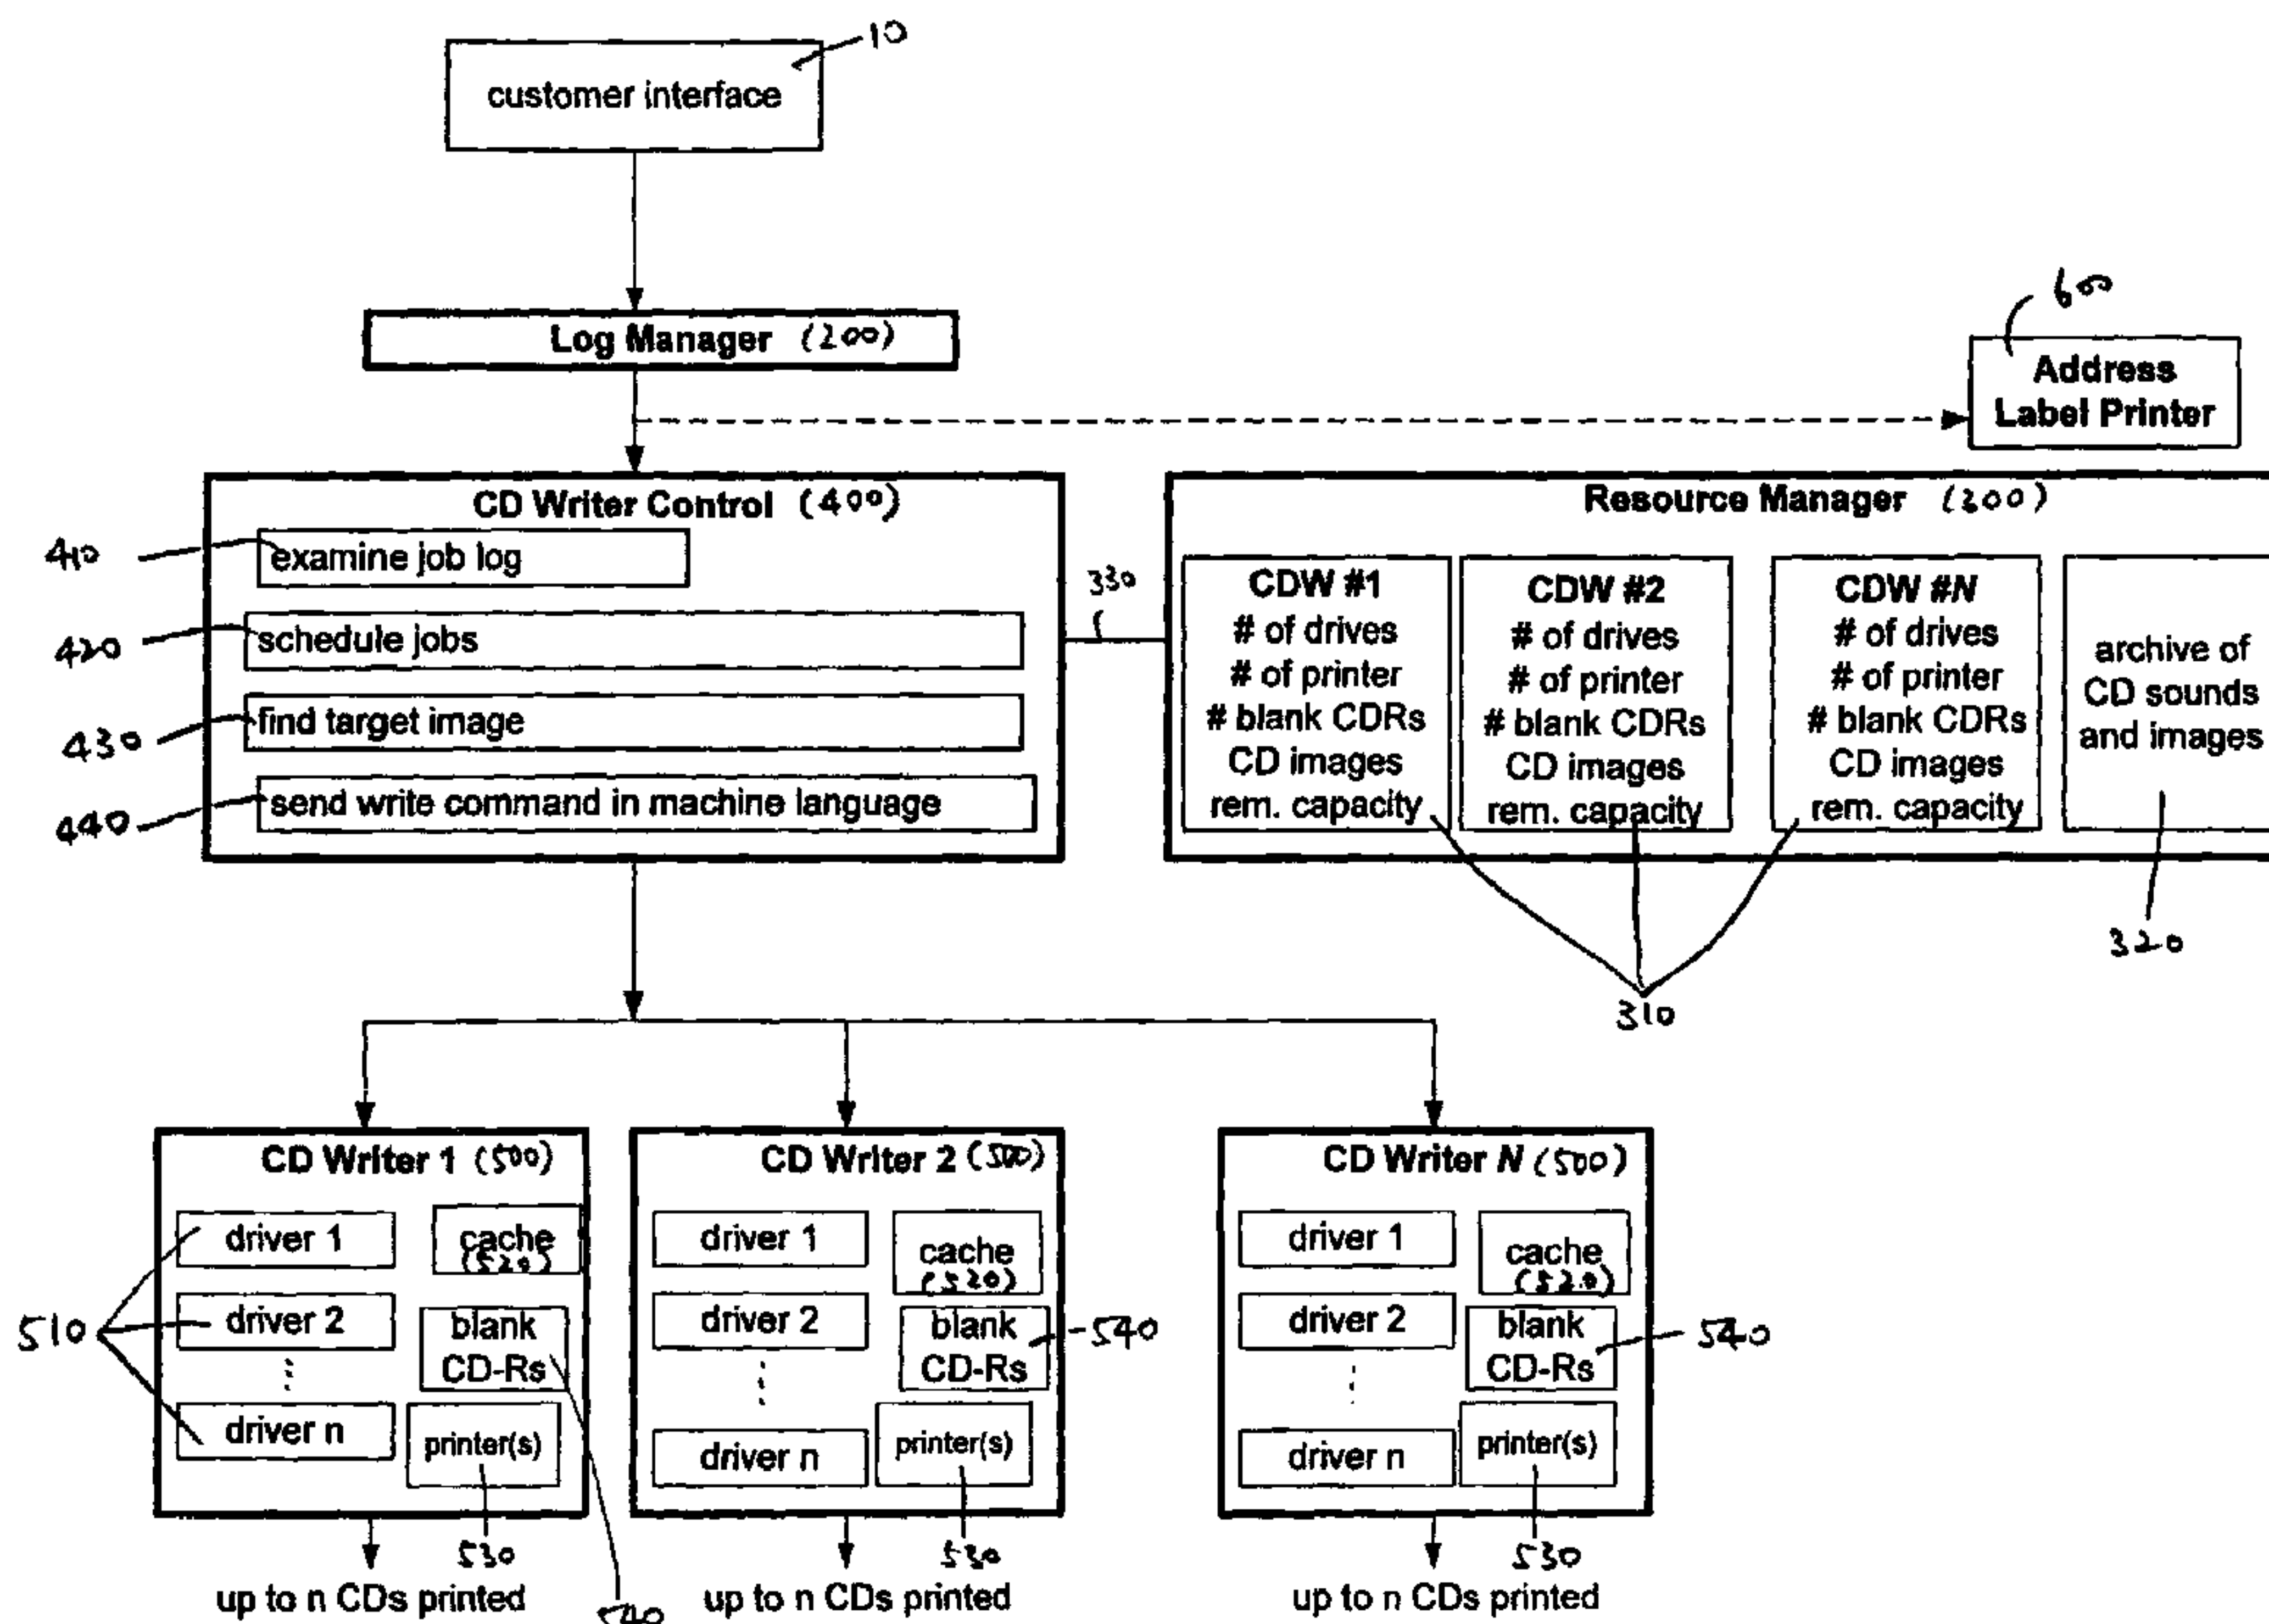 10
customer interface
Log Manager (200)
600
Address
Label Printer
CD Writer Control (400)
410
examine job log
420
schedule jobs
430
find target image
440
send write command in machine language
330
Resource Manager
CDW #1
# of drives
# of printer
# blank CDRs
CD images
rem. capacity
CDW #2
# of drives
# of printer
# blank CDRs
CD images
rem. capacity
CDW #N
# of drives
# of printer
# blank CDRs
CD images
rem. capacity
archive of
CD sounds
and images
310
320
CD Writer 1 (500)
driver 1
cache
(520)
510
driver 2
blank
CD-Rs
driver n
printer(s)
530
up to n CDs printed
540
CD Writer 2 (500)
driver 1
cache
(520)
driver 2
blank
CD-Rs
540
driver n
printer(s)
530
up to n CDs printed
CD Writer N (500)
driver 1
cache
(520)
driver 2
blank
CD-Rs
540
driver n
printer(s)
530
up to n CDs printed